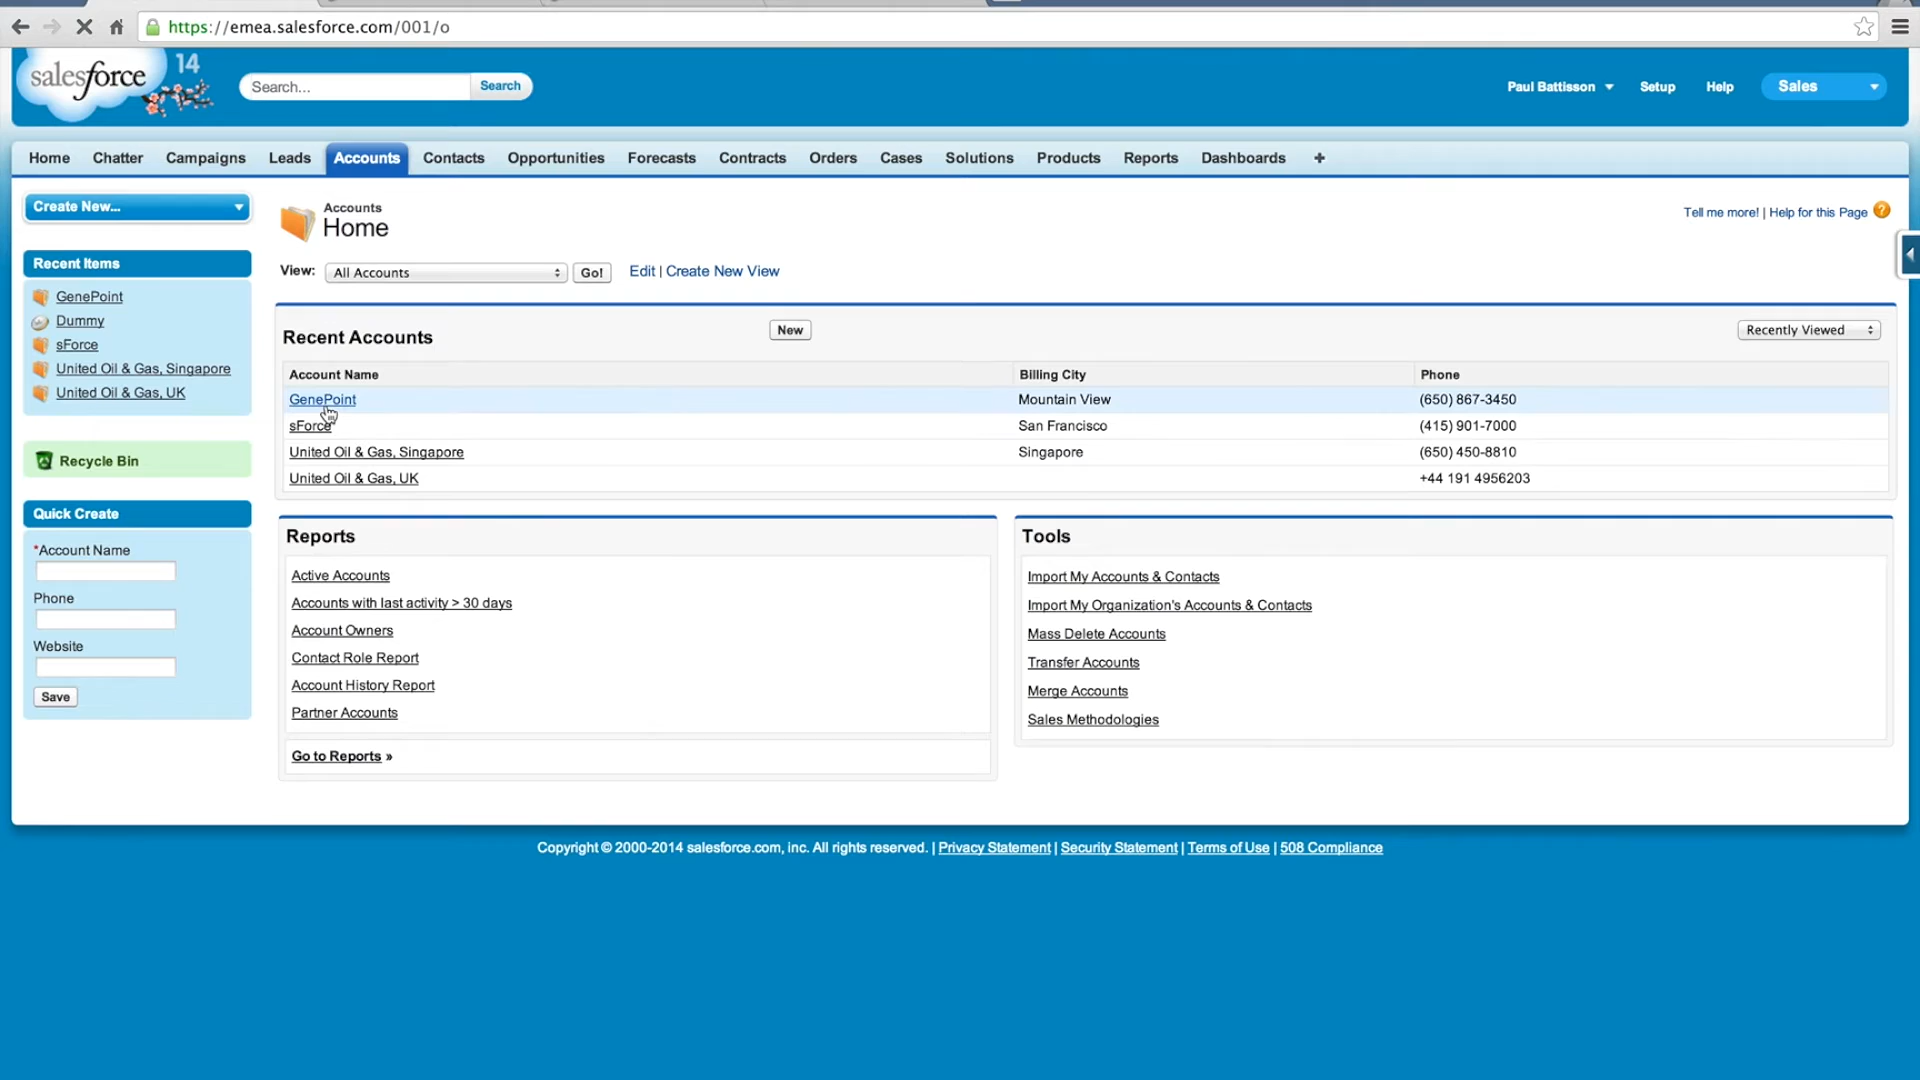 https://emea.salesforce.com/001/o
salesforce
14
Search...
Search
Paul Battisson
Setup
Help
Sales
Home
Chatter
Campaigns
Leads
Accounts
Contacts
Opportunities
Forecasts
Contracts
Orders
Cases
Solutions
Products
Reports
Dashboards
+
Create New...
Accounts
Home
Tell me more! | Help for this Page ?
View:
All Accounts
Go!
Edit | Create New View
Recent Items
GenePoint
Dummy
sForce
United Oil & Gas, Singapore
United Oil & Gas, UK
Recycle Bin
Quick Create
*Account Name
Phone
Website
Save
Recent Accounts
New
Recently Viewed
Account Name Billing City Phone
GenePoint Mountain View (650) 867-3450
sForce San Francisco (415) 901-7000
United Oil & Gas, Singapore Singapore (650) 450-8810
United Oil & Gas, UK +44 191 4956203
Reports
Active Accounts
Accounts with last activity > 30 days
Account Owners
Contact Role Report
Account History Report
Partner Accounts
Go to Reports »
Tools
Import My Accounts & Contacts
Import My Organization's Accounts & Contacts
Mass Delete Accounts
Transfer Accounts
Merge Accounts
Sales Methodologies
Copyright © 2000-2014 salesforce.com, inc. All rights reserved. | Privacy Statement | Security Statement | Terms of Use | 508 Compliance